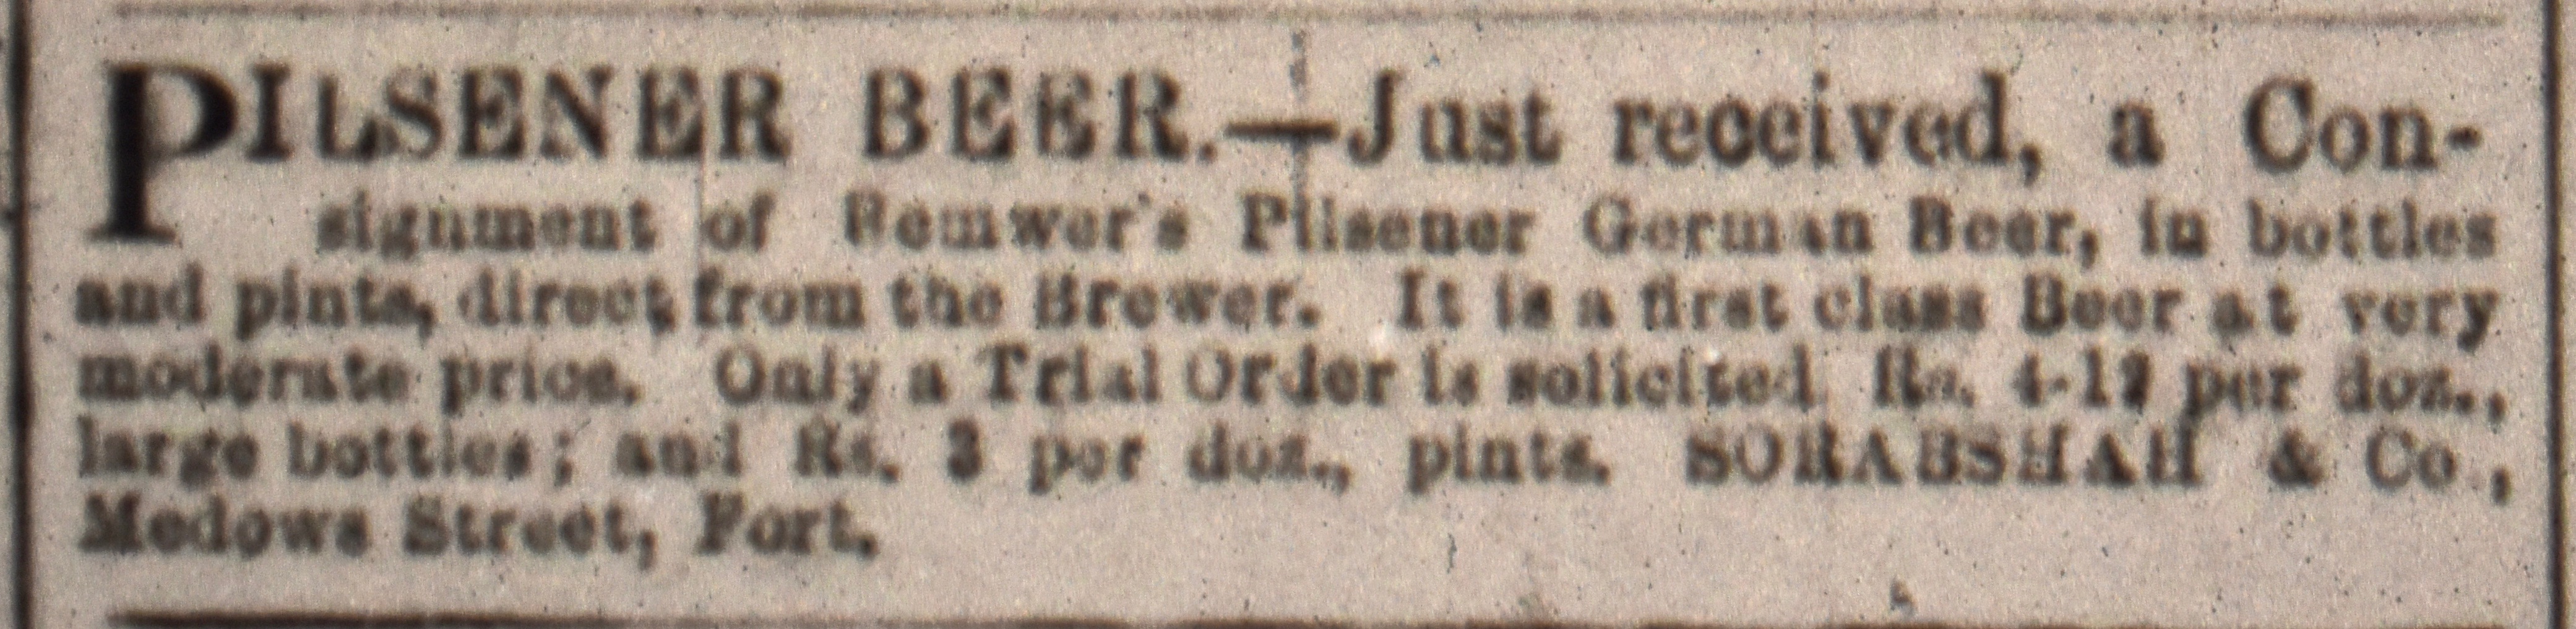 PILSENER BEER.—Just received, a Con-
signment of Pilsener German Beer, in bottles
and pints, direct from the Brewer. It is a first class Beer at very
moderate price. Only a Trial Order is solicited Rs. per doz.,
large bottles; and Rs. 3 per doz., pints. SORABSHAH & Co,
Medows Street, Fort.